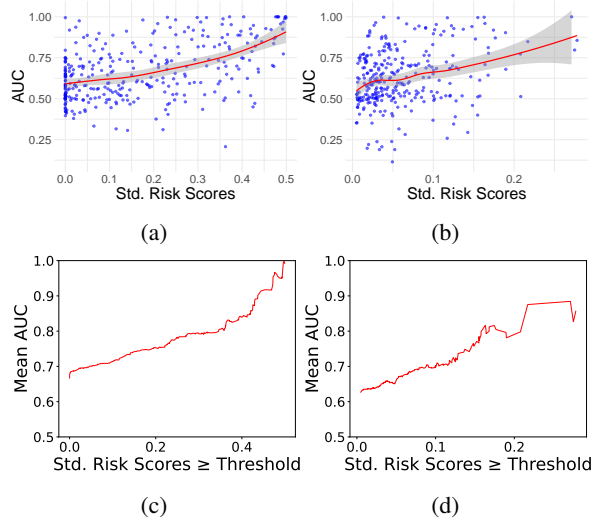 1.00
0.75
0.50
0.25
AUC
0.0 0.1 0.2 0.3 0.4 0.5
Std. Risk Scores
(a)
1.00
0.75
0.50
0.25
AUC
0.0 0.1 0.2
Std. Risk Scores
(b)
1.0
0.9
0.8
0.7
0.6
0.5
Mean AUC
0.0 0.2 0.4
Std. Risk Scores ≥ Threshold
(c)
1.0
0.9
0.8
0.7
0.6
0.5
Mean AUC
0.0 0.1 0.2
Std. Risk Scores ≥ Threshold
(d)